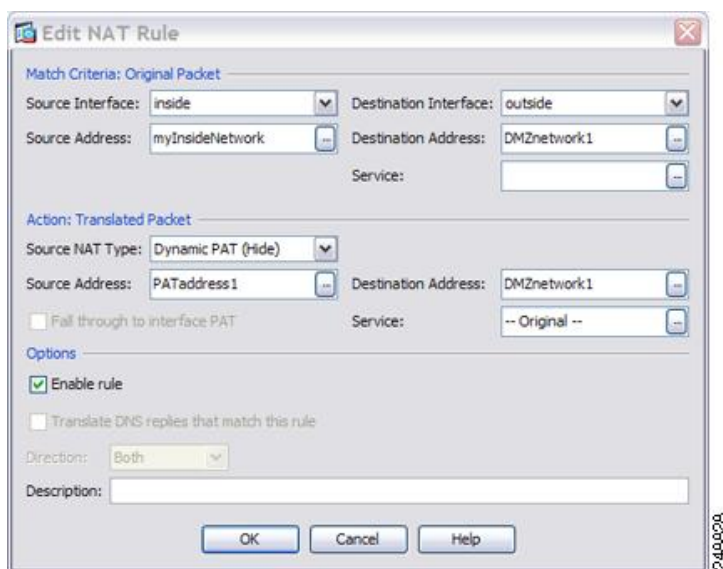 Edit NAT Rule
Match Criteria: Original Packet
Source Interface: inside Destination Interface: outside
Source Address: myInsideNetwork ... Destination Address: DMZnetwork1 ...
Service: ...
Action: Translated Packet
Source NAT Type: Dynamic PAT (Hide)
Source Address: PATaddress1 ... Destination Address: DMZnetwork1 ...
Fall through to interface PAT Service: -- Original -- ...
Options
Enable rule
Translate DNS replies that match this rule
Direction: Both
Description:
OK Cancel Help
248828